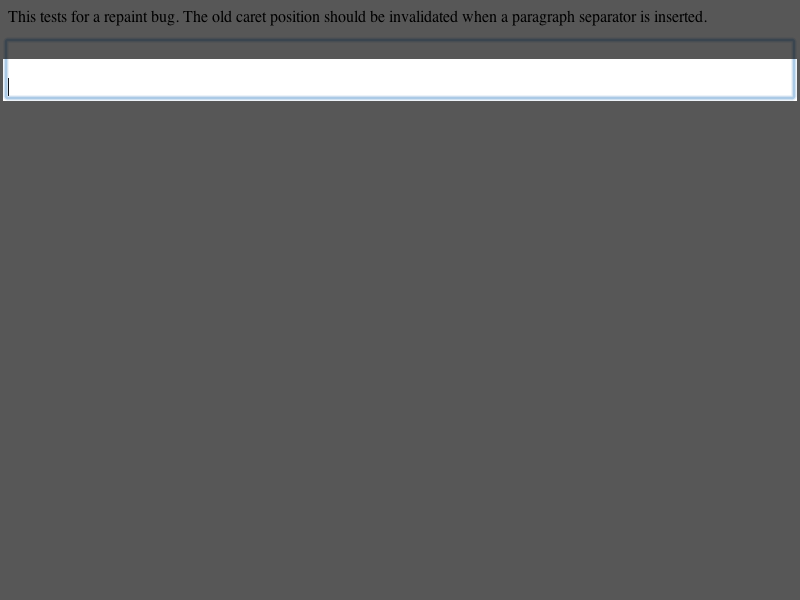 This tests for a repaint bug. The old caret position should be invalidated when a paragraph separator is inserted.